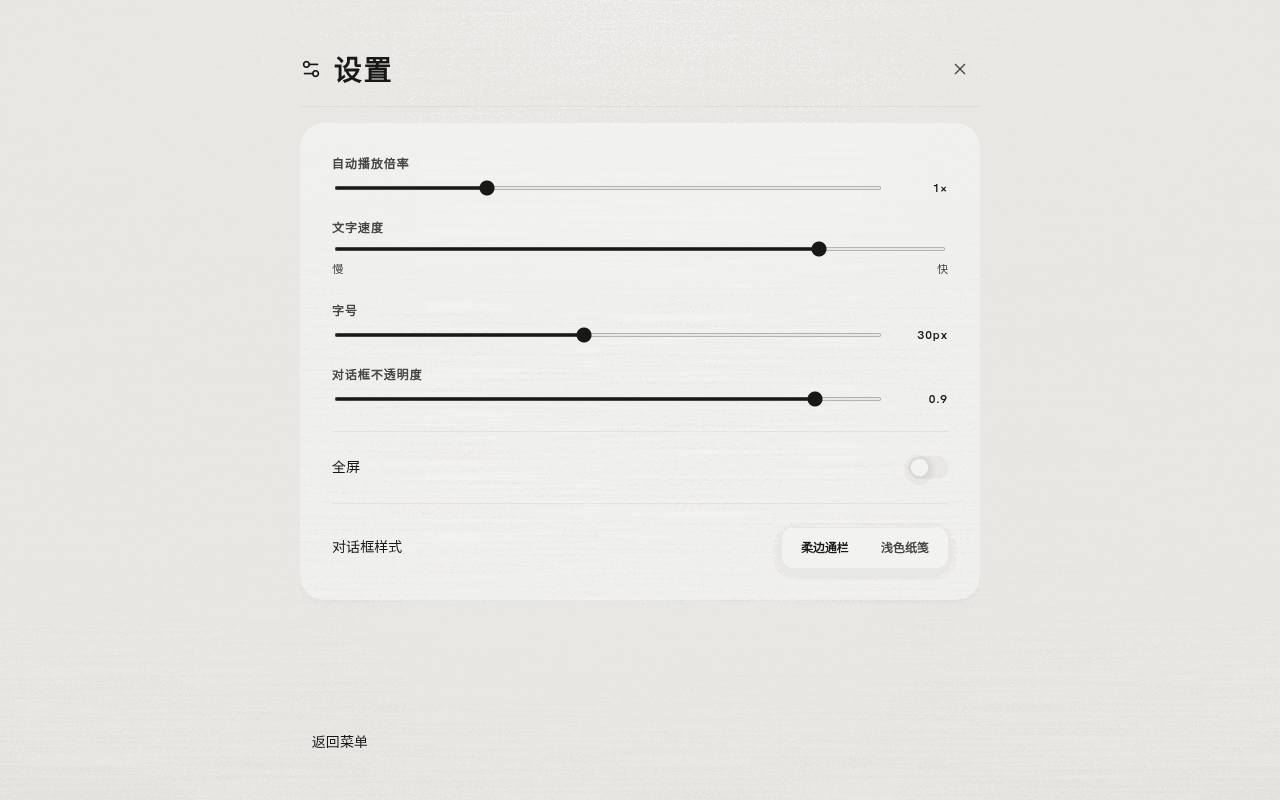 设置
自动播放倍率
1×
文字速度
慢 快
字号
30px
对话框不透明度
0.9
全屏
对话框样式 柔边通栏 浅色纸笺
返回菜单